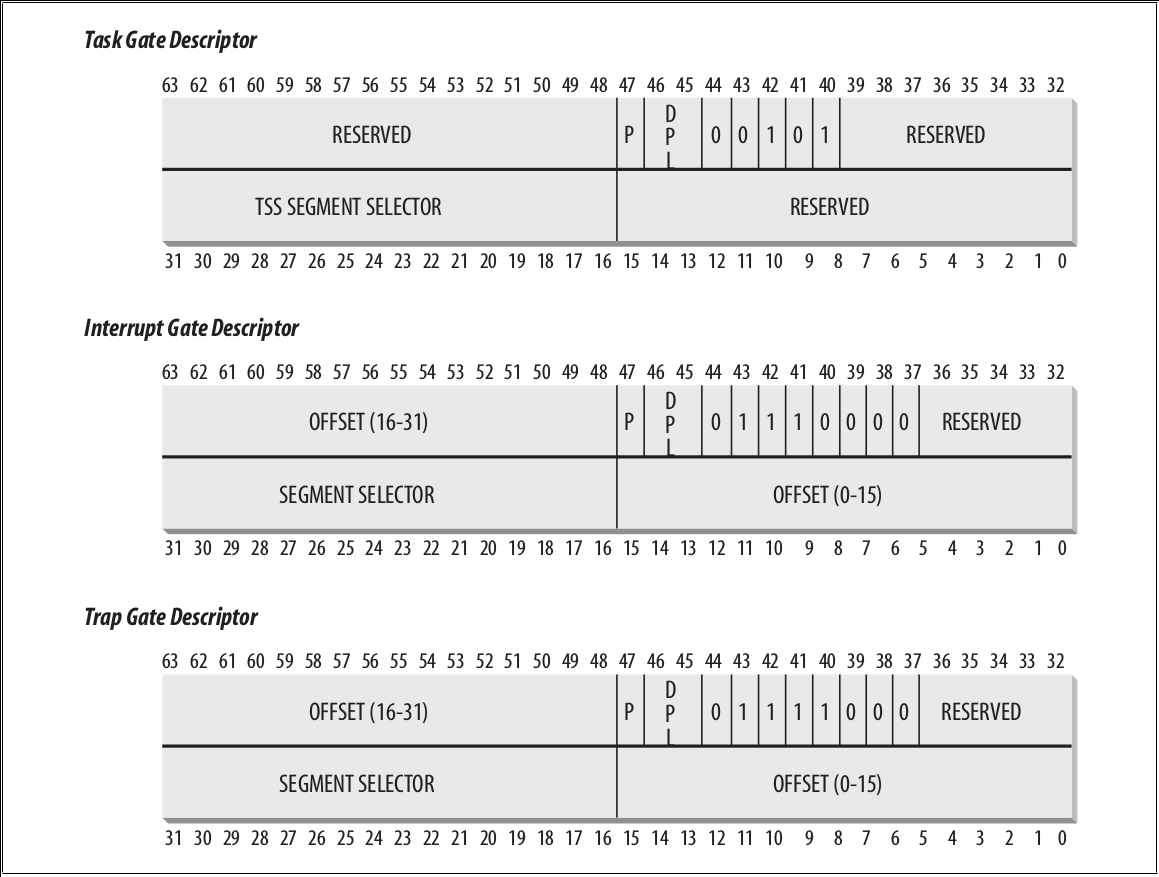 Task Gate Descriptor
63 62 61 60 59 58 57 56 55 54 53 52 51 50 49 48 47 46 45 44 43 42 41 40 39 38 37 36 35 34 33 32
RESERVED P DPL 0 0 1 0 1 RESERVED
TSS SEGMENT SELECTOR RESERVED
31 30 29 28 27 26 25 24 23 22 21 20 19 18 17 16 15 14 13 12 11 10 9 8 7 6 5 4 3 2 1 0
Interrupt Gate Descriptor
63 62 61 60 59 58 57 56 55 54 53 52 51 50 49 48 47 46 45 44 43 42 41 40 39 38 37 36 35 34 33 32
OFFSET (16-31) P DPL 0 1 1 1 0 0 0 0 RESERVED
SEGMENT SELECTOR OFFSET (0-15)
31 30 29 28 27 26 25 24 23 22 21 20 19 18 17 16 15 14 13 12 11 10 9 8 7 6 5 4 3 2 1 0
Trap Gate Descriptor
63 62 61 60 59 58 57 56 55 54 53 52 51 50 49 48 47 46 45 44 43 42 41 40 39 38 37 36 35 34 33 32
OFFSET (16-31) P DPL 0 1 1 1 1 0 0 0 RESERVED
SEGMENT SELECTOR OFFSET (0-15)
31 30 29 28 27 26 25 24 23 22 21 20 19 18 17 16 15 14 13 12 11 10 9 8 7 6 5 4 3 2 1 0